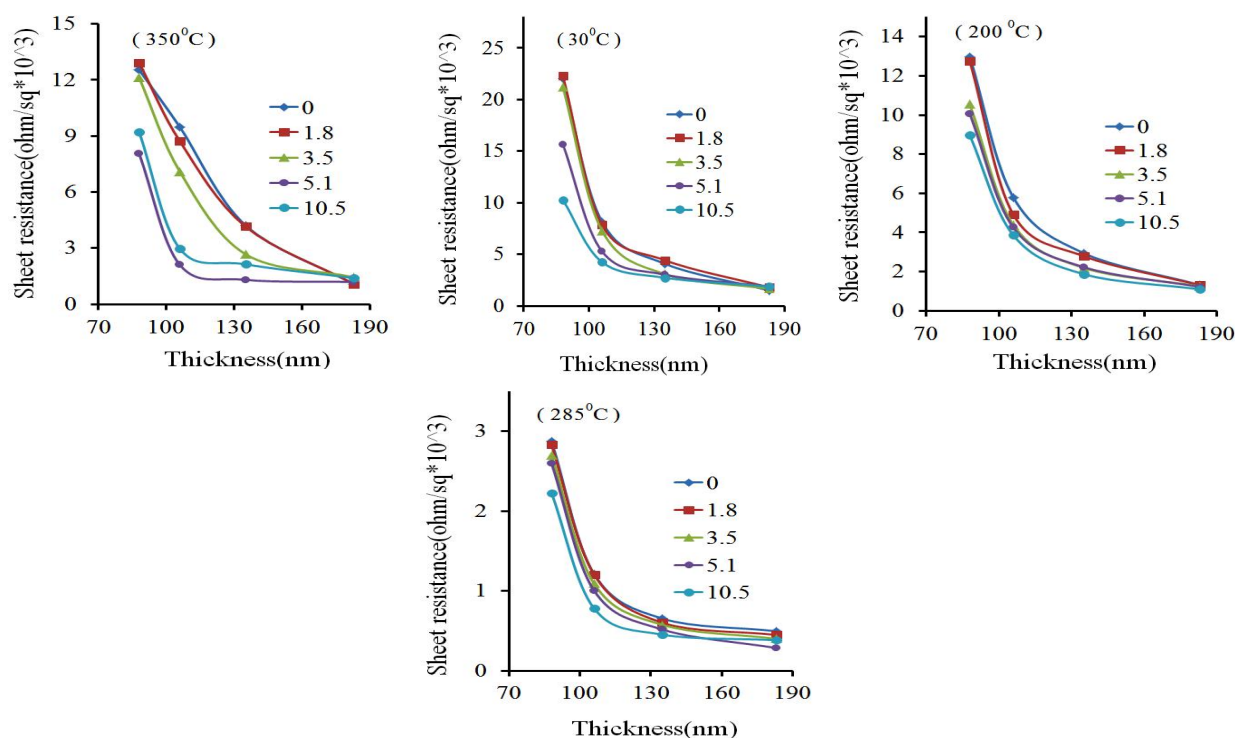 ( 350⁰C)
Sheet resistance(ohm/sq*10^3)
15
12
9
6
3
0
0
1.8
3.5
5.1
10.5
70 100 130 160 190
Thickness(nm)
( 30⁰C)
Sheet resistance(ohm/sq*10^3)
25
20
15
10
5
0
0
1.8
3.5
5.1
10.5
70 100 130 160 190
Thickness(nm)
( 200 ⁰C)
Sheet resistance(ohm/sq*10^3)
14
12
10
8
6
4
2
0
0
1.8
3.5
5.1
10.5
70 100 130 160 190
Thickness(nm)
( 285⁰C)
Sheet resistance(ohm/sq*10^3)
3
2
1
0
0
1.8
3.5
5.1
10.5
70 100 130 160 190
Thickness(nm)